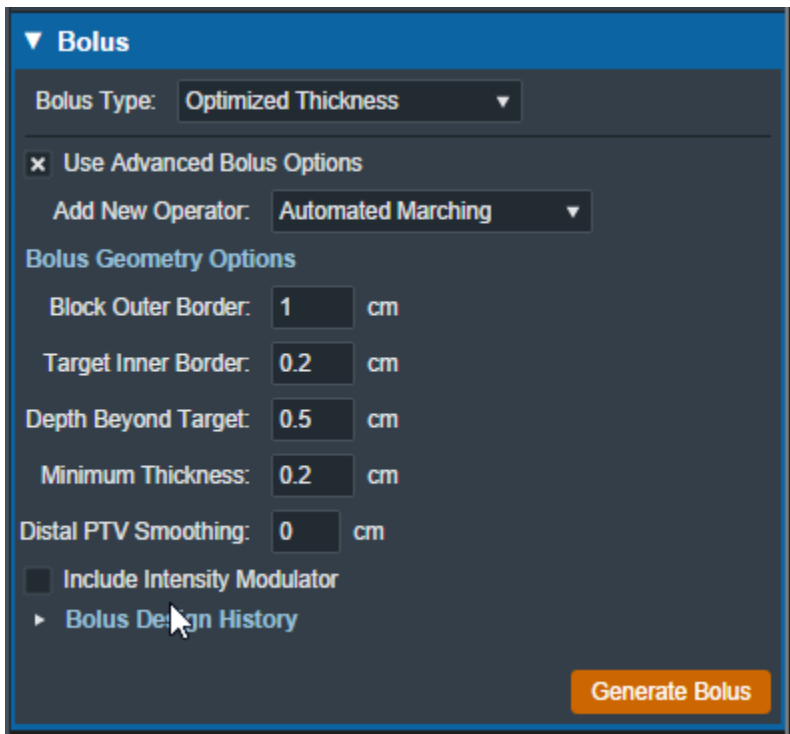 Bolus
Bolus Type: Optimized Thickness
Use Advanced Bolus Options
Add New Operator: Automated Marching
Bolus Geometry Options
Block Outer Border: 1 cm
Target Inner Border: 0.2 cm
Depth Beyond Target: 0.5 cm
Minimum Thickness: 0.2 cm
Distal PTV Smoothing: 0 cm
Include Intensity Modulator
Bolus Design History
Generate Bolus